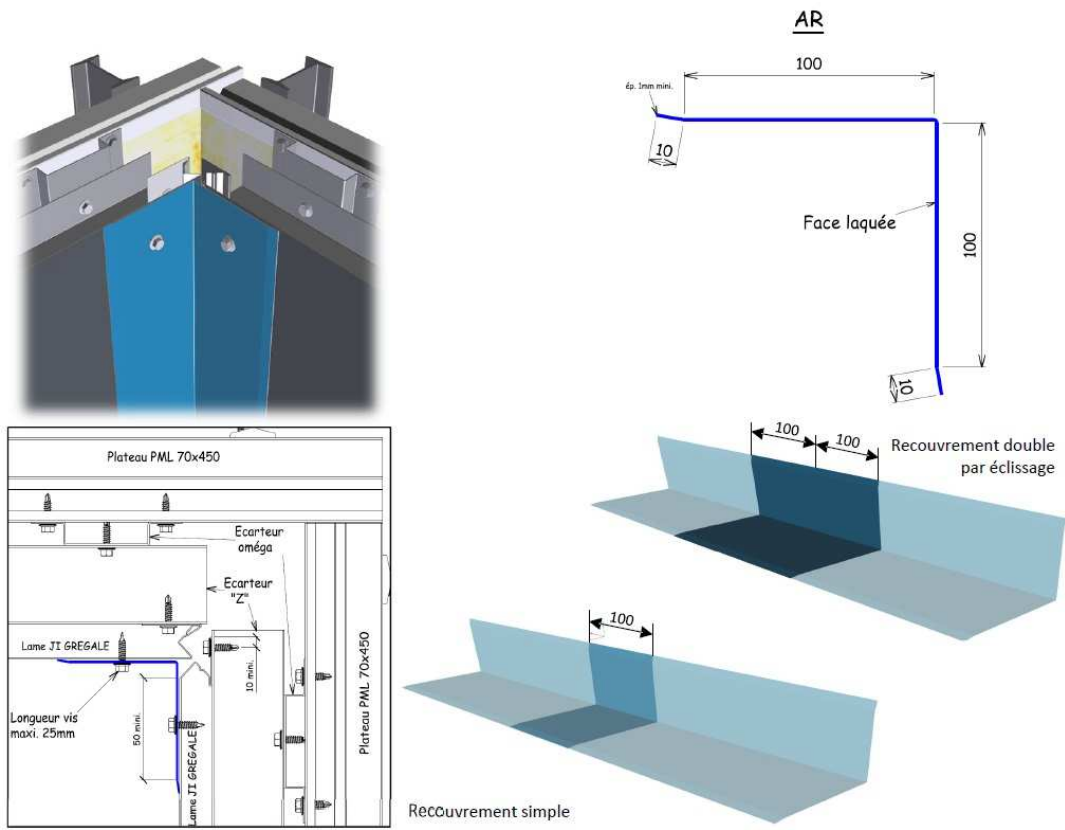 AR
100
ép. 1mm mini.
10
Face laquée
100
10
Plateau PML 70x450
Ecarteur
oméga
Ecarteur
"Z"
Lame JI GREGALE
10 mini.
Plateau PML 70x450
Longueur vis
maxi. 25mm
50 mini.
Lame JI GREGALE
100
100
Recouvrement double
par éclissage
100
Recouvrement simple